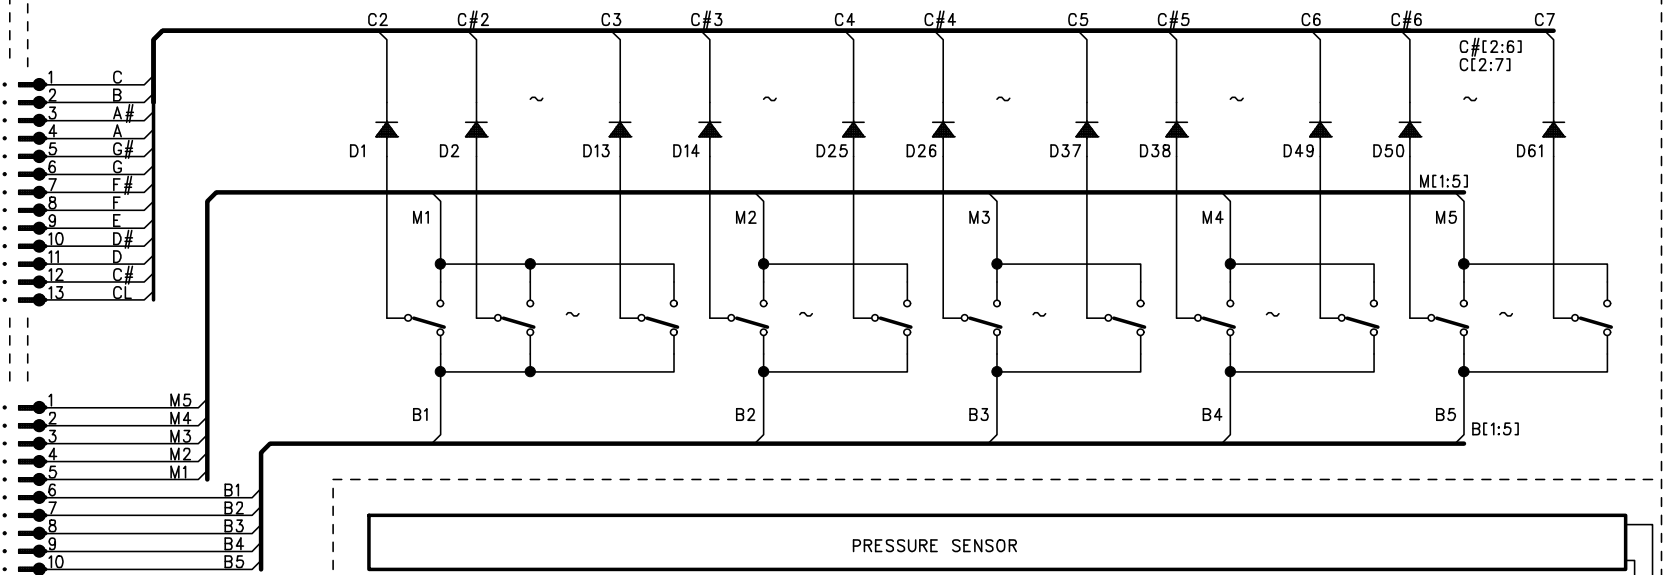 C2 C#2 C3 C#3 C4 C#4 C5 C#5 C6 C#6 C7
C#[2:6]
C[2:7]
1 C
2 B
3 A#
4 A
5 G#
6 G
7 F#
8 F
9 E
10 D#
11 D
12 C#
13 CL
~ ~ ~ ~ ~
D1 D2 D13 D14 D25 D26 D37 D38 D49 D50 D61
M[1:5]
M1 M2 M3 M4 M5
~ ~ ~ ~
B1 B2 B3 B4 B5
B[1:5]
1 M5
2 M4
3 M3
4 M2
5 M1
6 B1
7 B2
8 B3
9 B4
10 B5
PRESSURE SENSOR